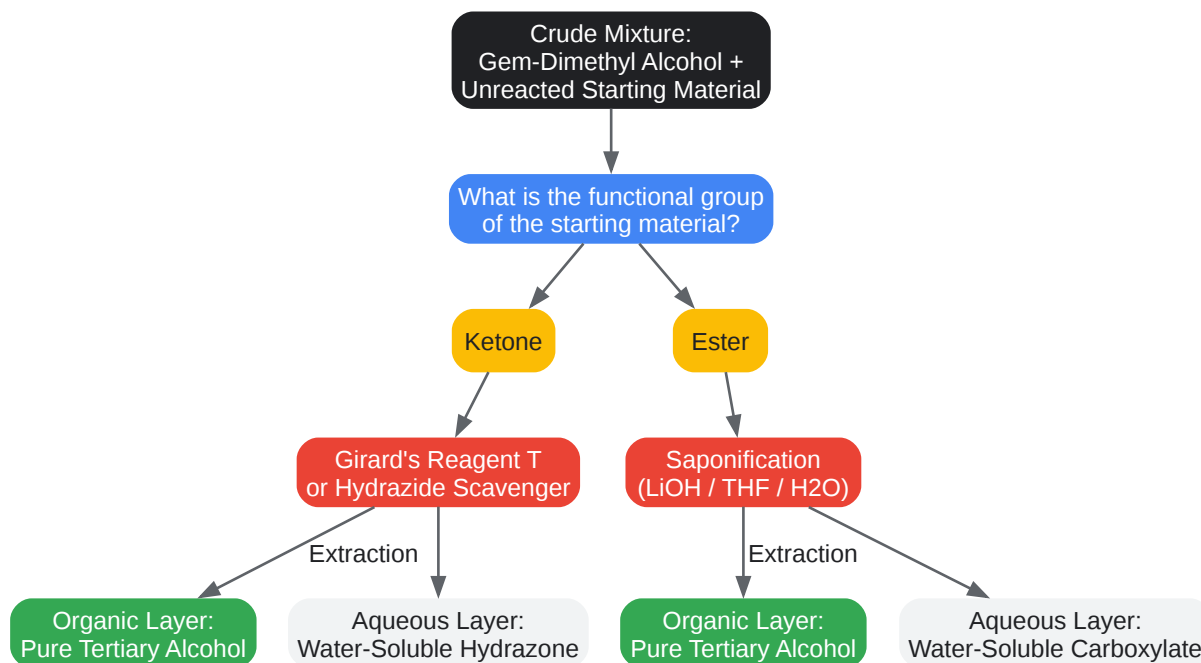 Crude Mixture:
Gem-Dimethyl Alcohol +
Unreacted Starting Material
What is the functional group
of the starting material?
Ketone
Ester
Girard's Reagent T
or Hydrazide Scavenger
Saponification
(LiOH / THF / H2O)
Extraction
Extraction
Organic Layer:
Pure Tertiary Alcohol
Aqueous Layer:
Water-Soluble Hydrazone
Organic Layer:
Pure Tertiary Alcohol
Aqueous Layer:
Water-Soluble Carboxylate